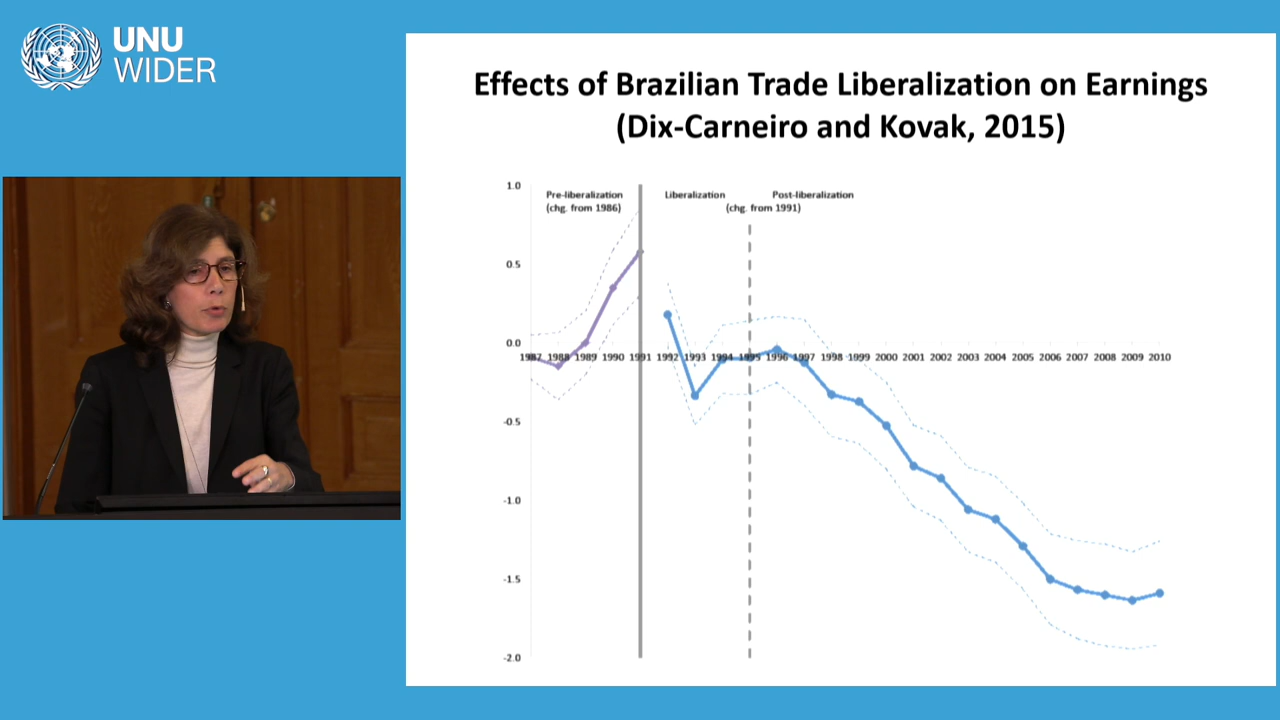 UNU
WIDER
Effects of Brazilian Trade Liberalization on Earnings
(Dix-Carneiro and Kovak, 2015)
1.0
Pre-liberalization
(chg. from 1986)
Liberalization
Post-liberalization
(chg. from 1991)
0.5
0.0
1987 1988 1989 1990 1991 1992 1993 1994 1995 1996 1997 1998 1999 2000 2001 2002 2003 2004 2005 2006 2007 2008 2009 2010
-0.5
-1.0
-1.5
-2.0